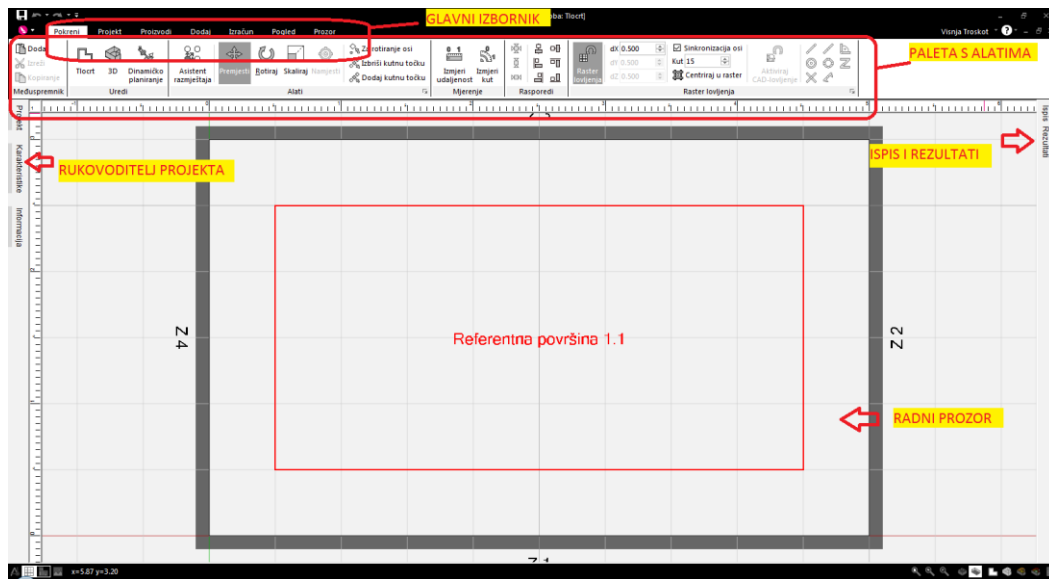 GLAVNI IZBORNIK
oba: Tlocrt]
Pokreni Projekt Proizvodi Dodaj Izračun Pogled Prozor
Visnja Troskot
PALETA S ALATIMA
Dodaj
Izreži
Kopiranje
Međuspremnik
Tlocrt
3D
Dinamičko planiranje
Uredi
Asistent razmještaja
Premjesti
Rotiraj
Skaliraj
Namjesti
Zarotiranje osi
Izbriši kutnu točku
Dodaj kutnu točku
Alati
Izmjeri udaljenost
Izmjeri kut
Mjerenje
Rasporedi
Raster lovljenja
dX 0.500
dY 0.500
dZ 0.500
Sinkronizacija osi
Kut 15
Centriraj u raster
Aktiviraj CAD-lovljenje
Raster lovljenja
Projekt
Karakteristike
Informacija
RUKOVODITELJ PROJEKTA
ISPIS I REZULTATI
Ispis Rezultati
Z 4
Referentna površina 1.1
Z 2
RADNI PROZOR
x=5.87 y=3.20